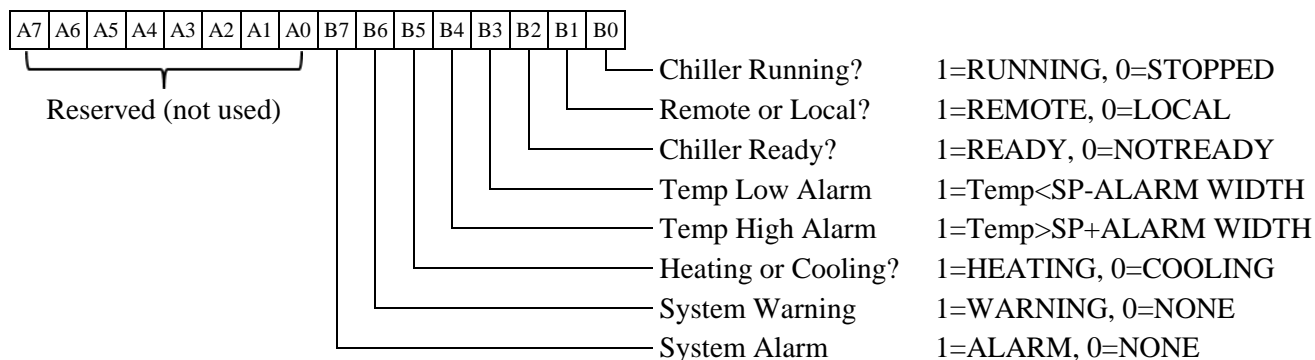 A7 A6 A5 A4 A3 A2 A1 A0 B7 B6 B5 B4 B3 B2 B1 B0
Chiller Running? 1=RUNNING, 0=STOPPED
Reserved (not used)
Remote or Local? 1=REMOTE, 0=LOCAL
Chiller Ready? 1=READY, 0=NOTREADY
Temp Low Alarm 1=Temp<SP-ALARM WIDTH
Temp High Alarm 1=Temp>SP+ALARM WIDTH
Heating or Cooling? 1=HEATING, 0=COOLING
System Warning 1=WARNING, 0=NONE
System Alarm 1=ALARM, 0=NONE